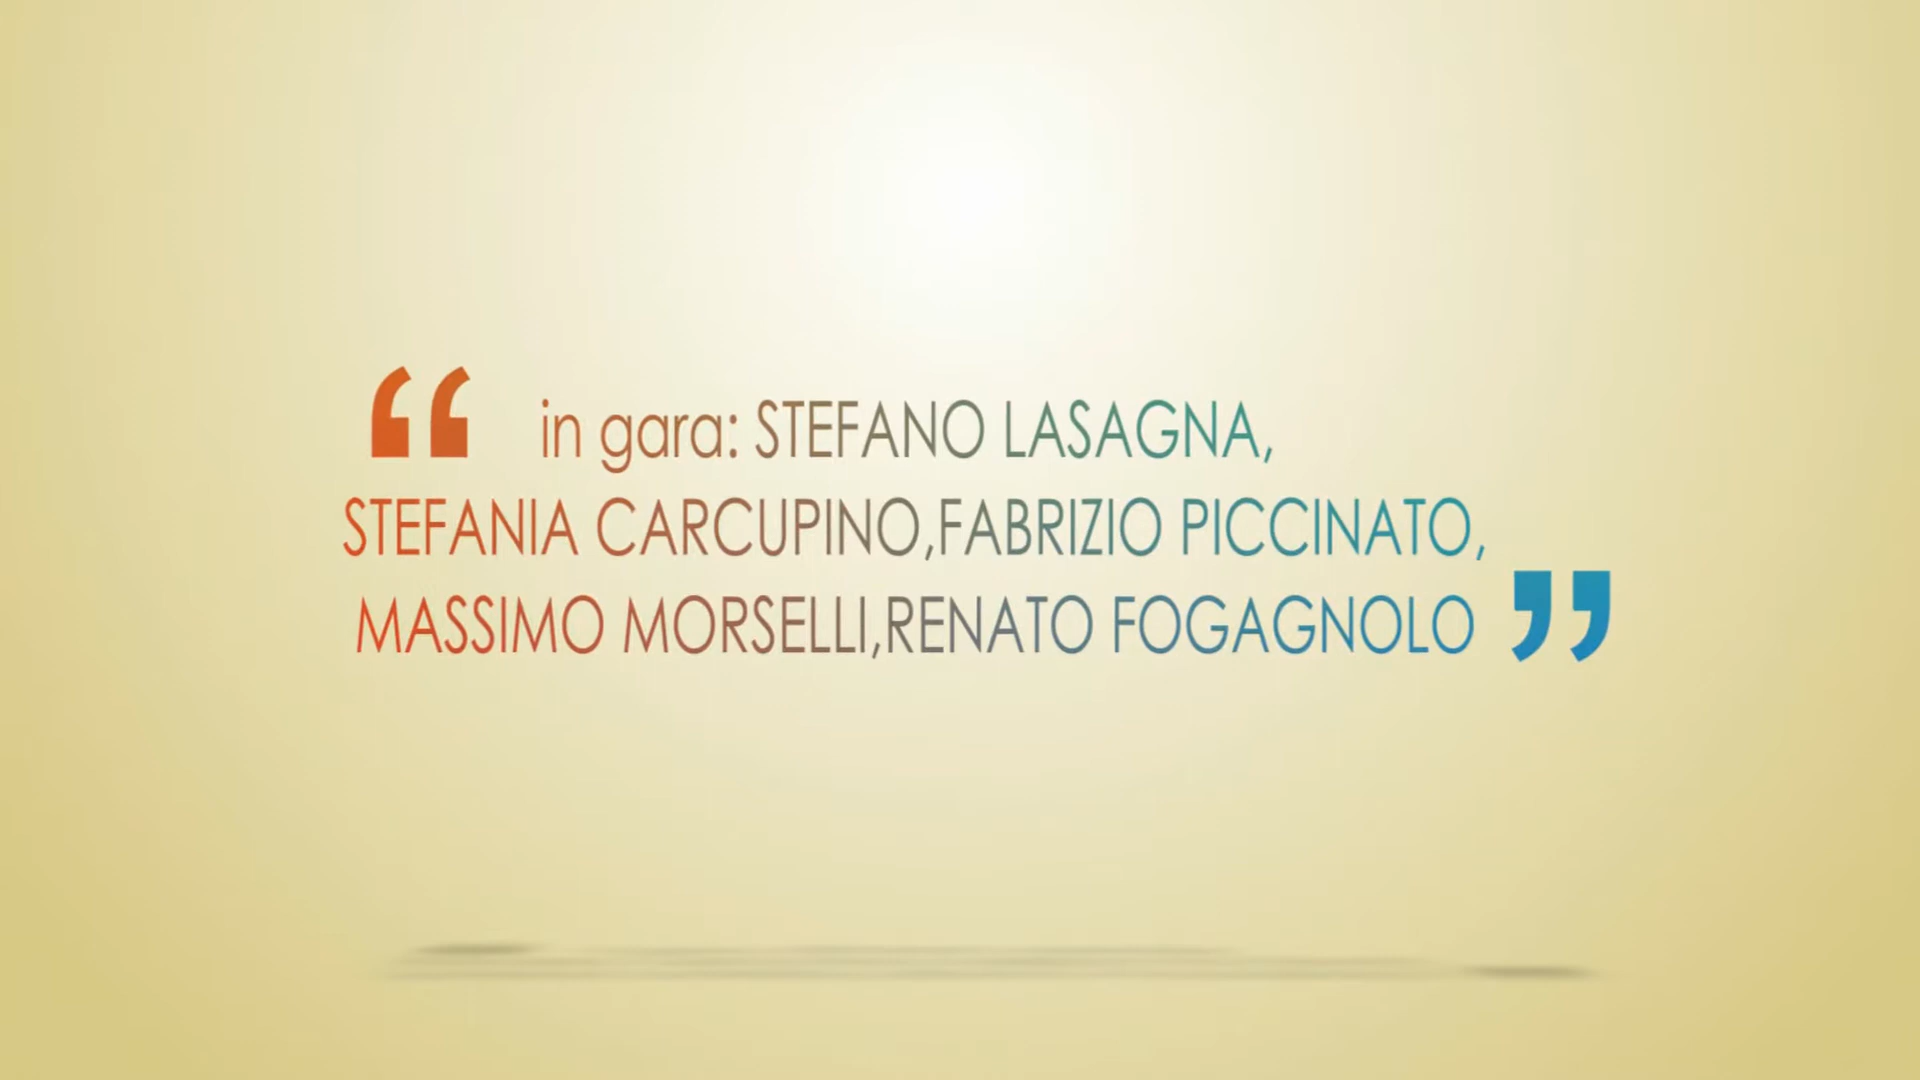 “ in gara: STEFANO LASAGNA,
STEFANIA CARCUPINO,FABRIZIO PICCINATO,
MASSIMO MORSELLI,RENATO FOGAGNOLO ”